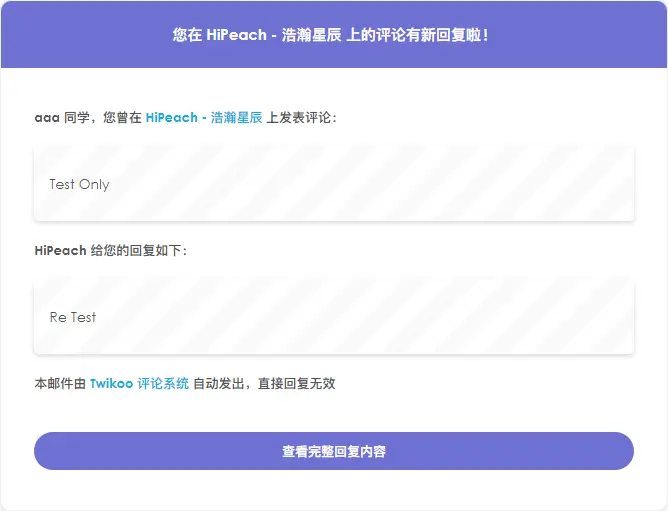 您在 HiPeach - 浩瀚星辰 上的评论有新回复啦！
aaa 同学，您曾在 HiPeach - 浩瀚星辰 上发表评论：
Test Only
HiPeach 给您的回复如下：
Re Test
本邮件由 Twikoo 评论系统 自动发出，直接回复无效
查看完整回复内容